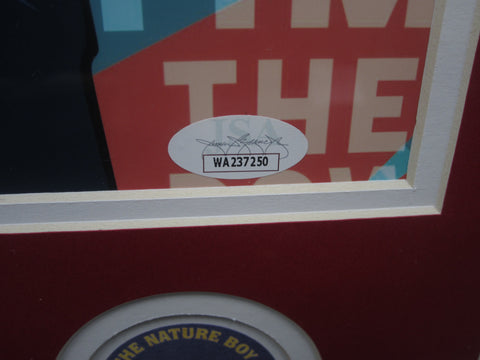 I'M
THE
JSA
WA237250
THE NATURE BOY